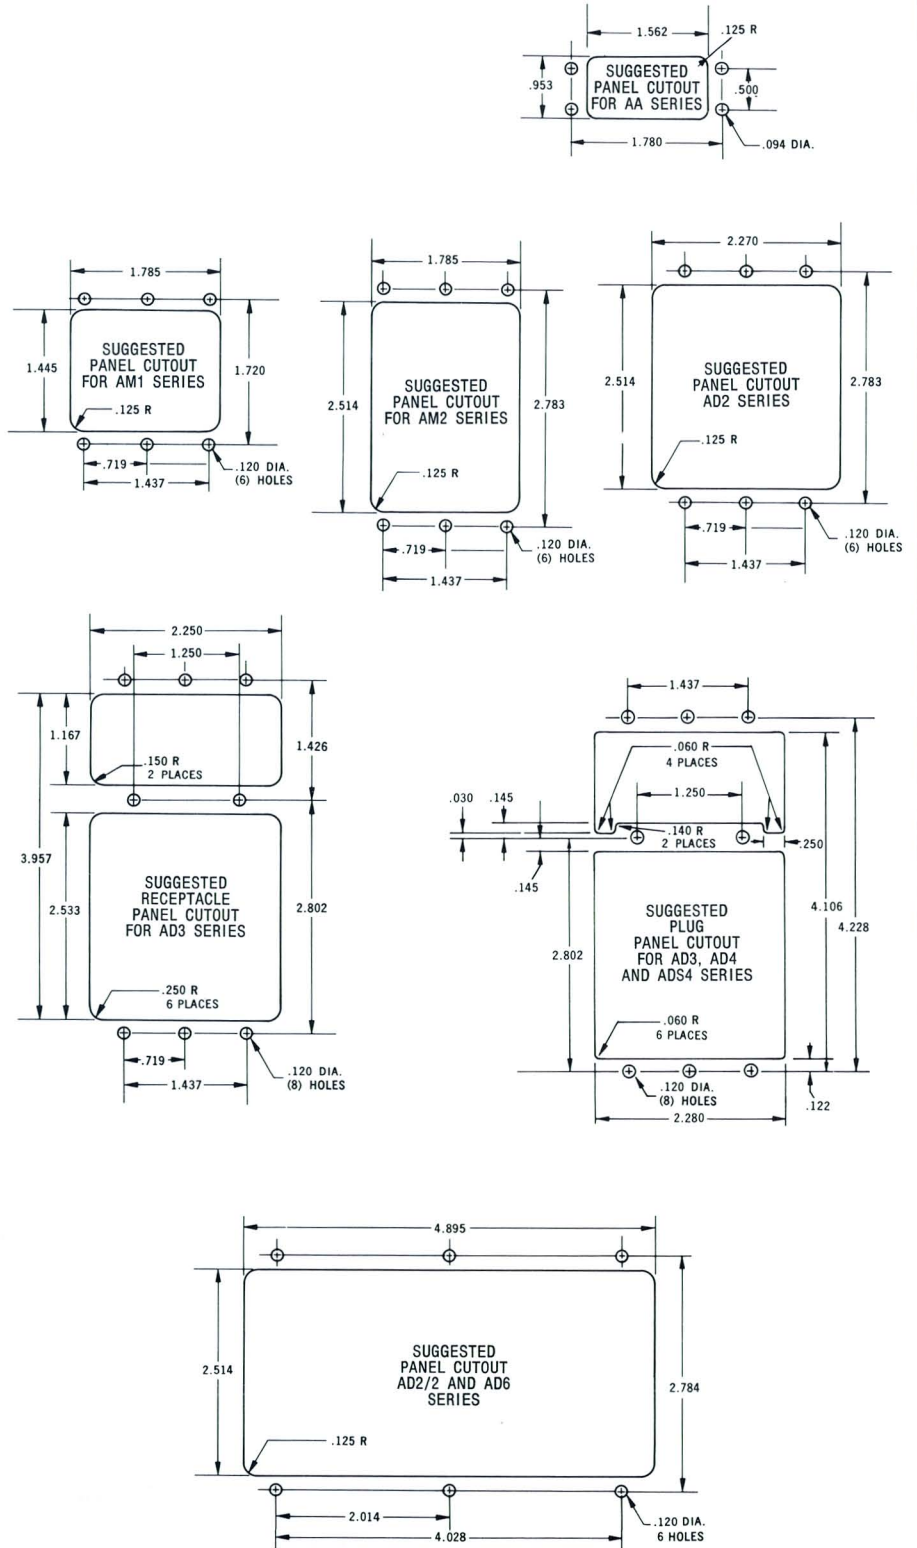 1.562
.125 R
SUGGESTED
PANEL CUTOUT
FOR AA SERIES
.953
.500
1.780
.094 DIA.
1.785
SUGGESTED
PANEL CUTOUT
FOR AM1 SERIES
1.445
1.720
.125 R
.719
1.437
.120 DIA.
(6) HOLES
1.785
SUGGESTED
PANEL CUTOUT
FOR AM2 SERIES
2.514
2.783
.125 R
.719
1.437
.120 DIA.
(6) HOLES
2.270
SUGGESTED
PANEL CUTOUT
AD2 SERIES
2.514
2.783
.125 R
.719
1.437
.120 DIA.
(6) HOLES
2.250
1.250
1.167
1.426
.150 R
2 PLACES
3.957
2.533
SUGGESTED
RECEPTACLE
PANEL CUTOUT
FOR AD3 SERIES
2.802
.250 R
6 PLACES
.719
1.437
.120 DIA.
(8) HOLES
1.437
.060 R
4 PLACES
1.250
.030
.145
.140 R
2 PLACES
.250
.145
SUGGESTED
PLUG
PANEL CUTOUT
FOR AD3, AD4
AND ADS4 SERIES
2.802
4.106
4.228
.060 R
6 PLACES
.120 DIA.
(8) HOLES
.122
2.280
4.895
SUGGESTED
PANEL CUTOUT
AD2/2 AND AD6
SERIES
2.514
2.784
.125 R
2.014
4.028
.120 DIA.
6 HOLES